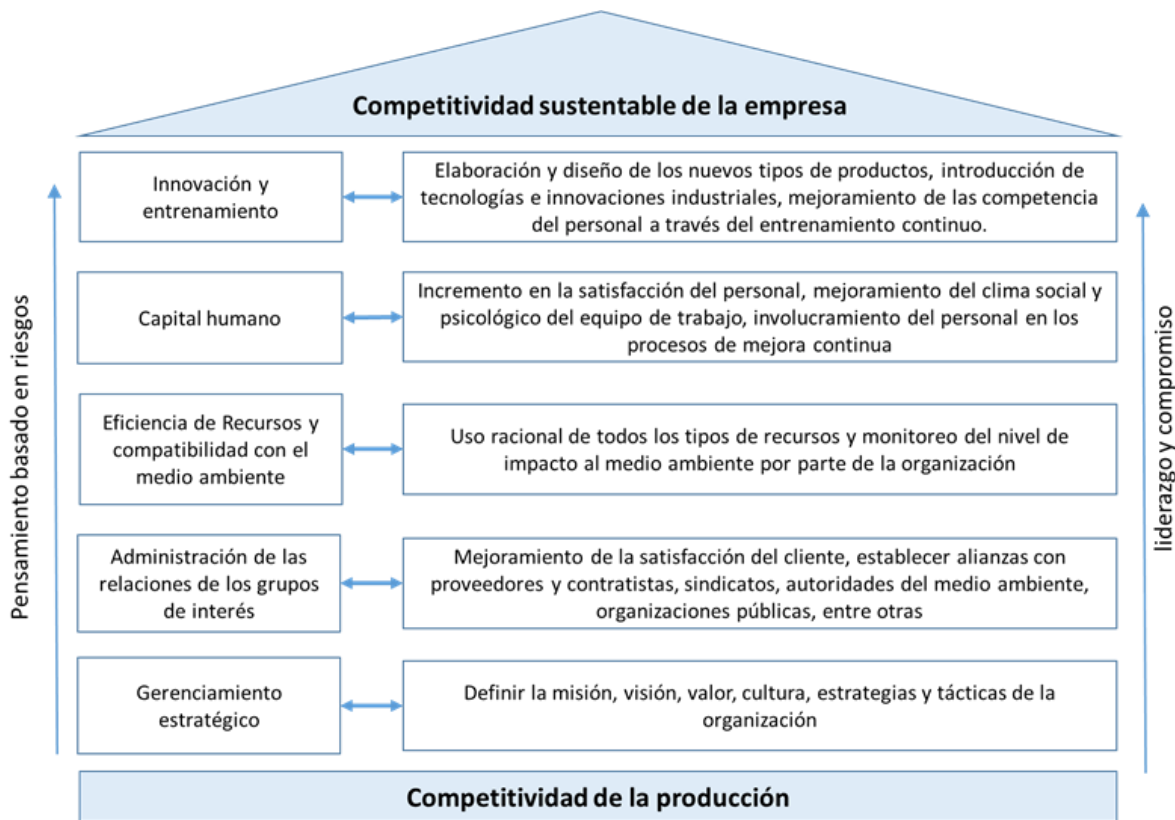 Competitividad sustentable de la empresa
Innovación y
entrenamiento
Elaboración y diseño de los nuevos tipos de productos, introducción de
tecnologías e innovaciones industriales, mejoramiento de las competencia
del personal a través del entrenamiento continuo.
Capital humano
Incremento en la satisfacción del personal, mejoramiento del clima social y
psicológico del equipo de trabajo, involucramiento del personal en los
procesos de mejora continua
Eficiencia de Recursos y
compatibilidad con el
medio ambiente
Uso racional de todos los tipos de recursos y monitoreo del nivel de
impacto al medio ambiente por parte de la organización
Administración de las
relaciones de los grupos
de interés
Mejoramiento de la satisfacción del cliente, establecer alianzas con
proveedores y contratistas, sindicatos, autoridades del medio ambiente,
organizaciones públicas, entre otras
Gerenciamiento
estratégico
Definir la misión, visión, valor, cultura, estrategias y tácticas de la
organización
Competitividad de la producción
Pensamiento basado en riesgos
liderazgo y compromiso